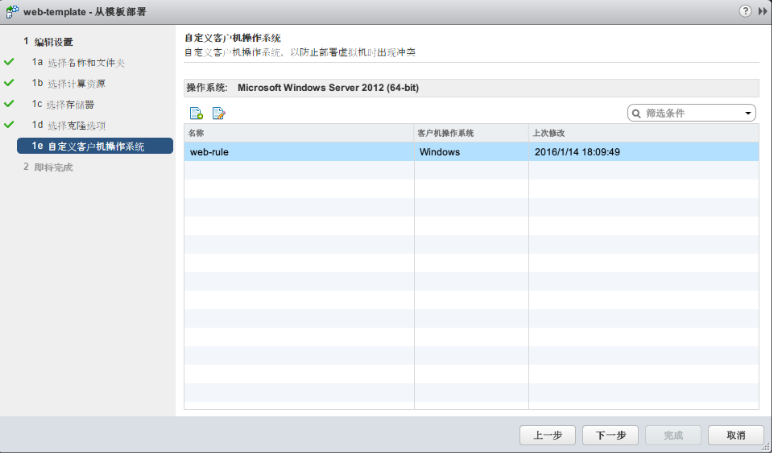 web-template - 从模板部署
1 编辑设置
1a 选择名称和文件夹
1b 选择计算资源
1c 选择存储器
1d 选择克隆选项
1e 自定义客户机操作系统
2 即将完成
自定义客户机操作系统
自定义客户机操作系统，以防止部署虚拟机时出现冲突
操作系统: Microsoft Windows Server 2012 (64-bit)
筛选条件
名称 客户机操作系统 上次修改
web-rule Windows 2016/1/14 18:09:49
上一步 下一步 完成 取消